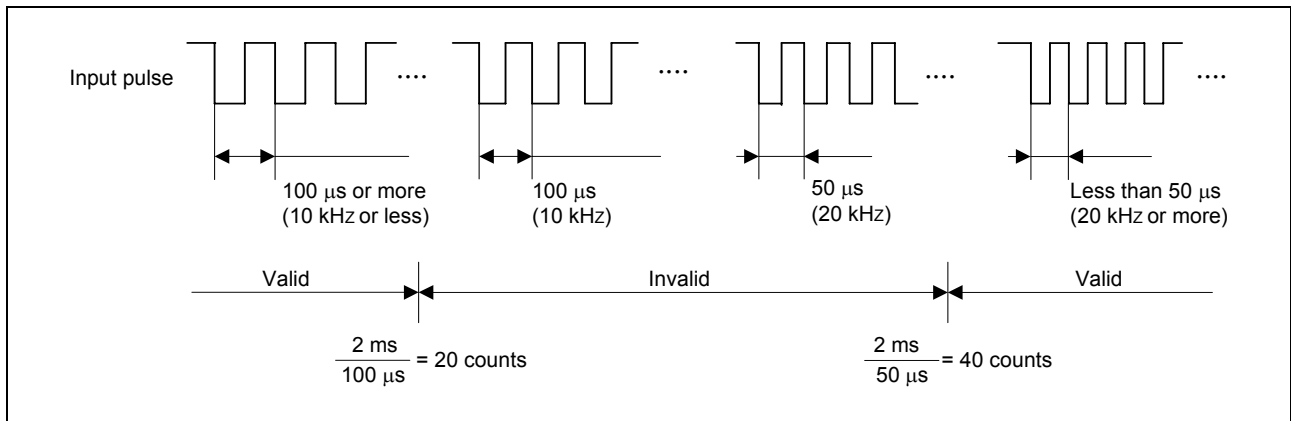 Input pulse
....
....
....
....
100 μs or more
(10 kHz or less)
100 μs
(10 kHz)
50 μs
(20 kHz)
Less than 50 μs
(20 kHz or more)
Valid
Invalid
Valid
2 ms
100 μs
= 20 counts
2 ms
50 μs
= 40 counts